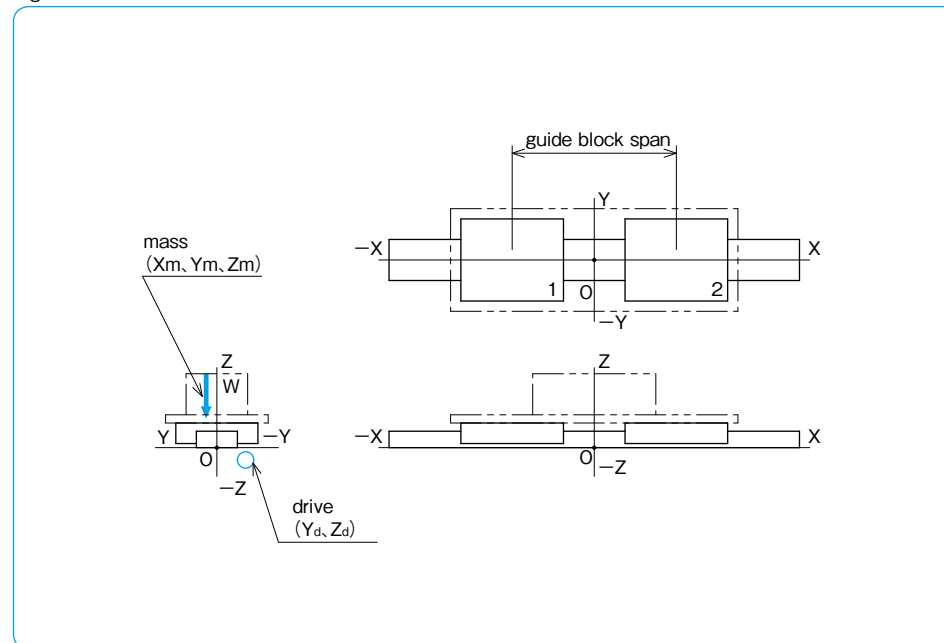 guide block span
Y
mass
(Xm、Ym、Zm)
−X
X
1
O
2
−Y
Z
W
Z
Y
−Y
−X
X
O
O
−Z
−Z
drive
(Yd、Zd)